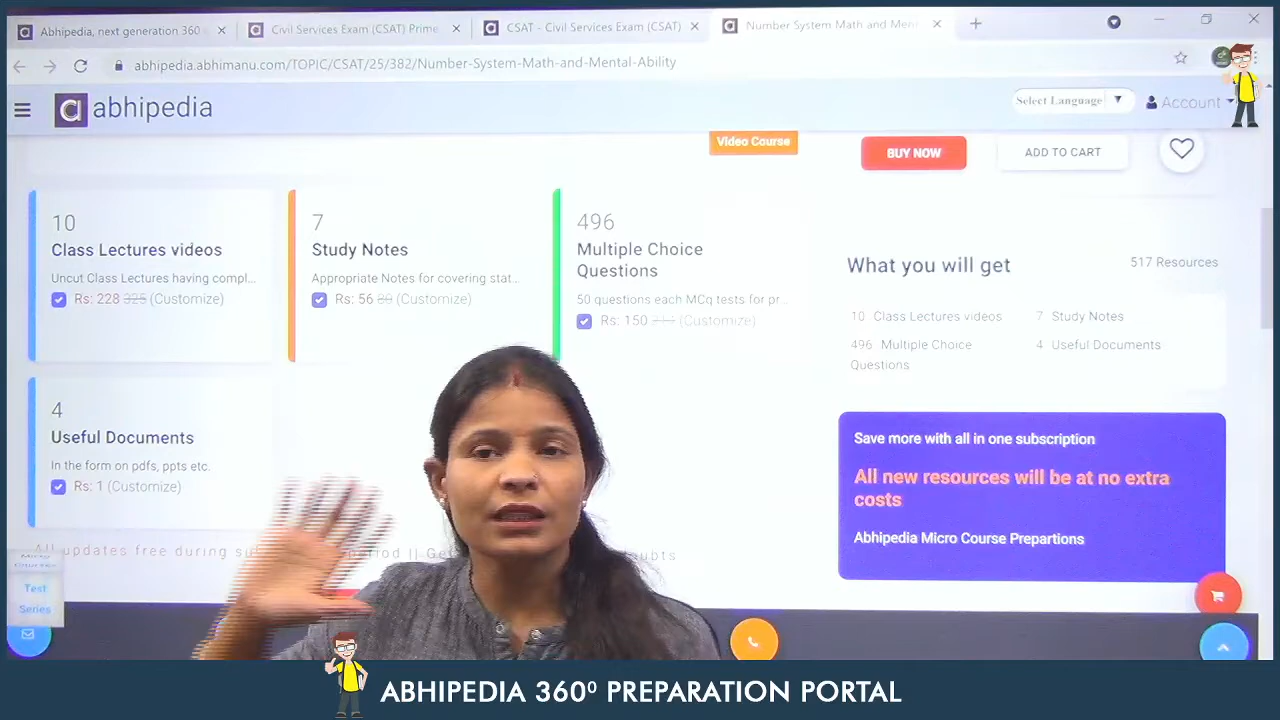 Abhipedia, next generation 360
Civil Services Exam (CSAT) Prime
CSAT - Civil Services Exam (CSAT)
Number System Math and Men
abhipedia.abhimanu.com/TOPIC/CSAT/25/382/Number-System-Math-and-Mental-Ability
abhipedia
Select Language
Account
Video Course
BUY NOW
ADD TO CART
10
Class Lectures videos
Uncut Class Lectures having compl...
Rs: 228 325 (Customize)
7
Study Notes
Appropriate Notes for covering stat...
Rs: 56 80 (Customize)
496
Multiple Choice
Questions
50 questions each MCq tests for pr...
Rs: 150 (Customize)
What you will get
517 Resources
10 Class Lectures videos
7 Study Notes
496 Multiple Choice
Questions
4 Useful Documents
4
Useful Documents
In the form on pdfs, ppts etc.
Rs: 1 (Customize)
Save more with all in one subscription
All new resources will be at no extra
costs
Abhipedia Micro Course Prepartions
All updates free during
Test
Series
ABHIPEDIA 360⁰ PREPARATION PORTAL